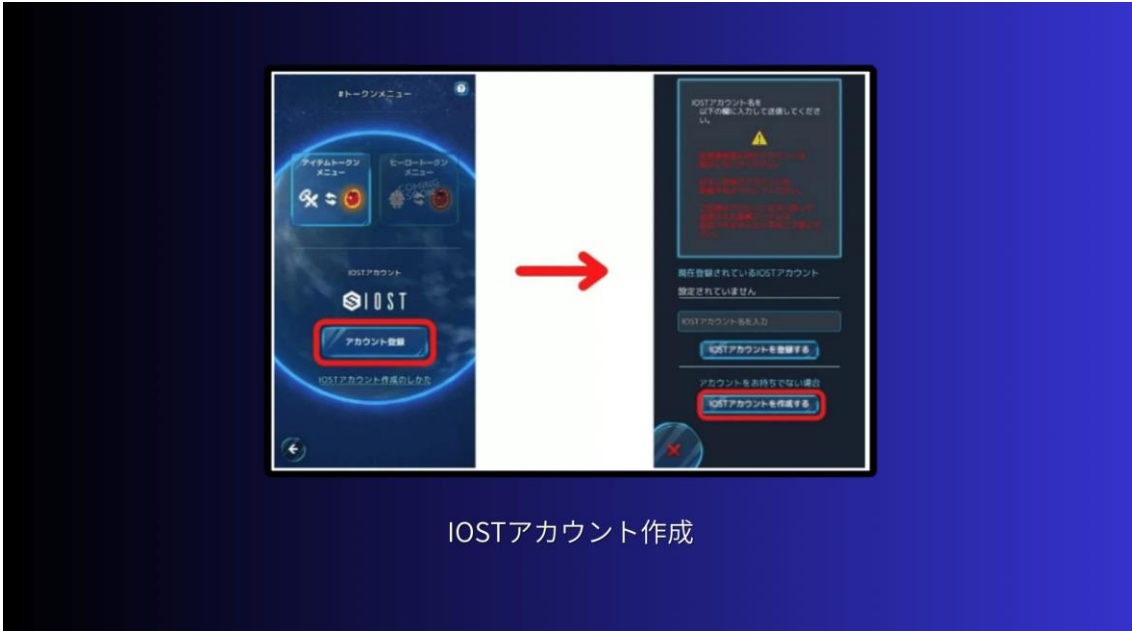 #トークンメニュー
アイテムトークン
メニュー
ヒーロートークン
メニュー
COMING
SOON
IOSTアカウント
IOST
アカウント登録
IOSTアカウント作成のしかた
IOSTアカウント名を
以下の欄に入力して送信してくださ
い。
現在登録されているIOSTアカウント
設定されていません
IOSTアカウント名を入力
IOSTアカウントを登録する
アカウントをお持ちでない場合
IOSTアカウントを作成する
IOSTアカウント作成